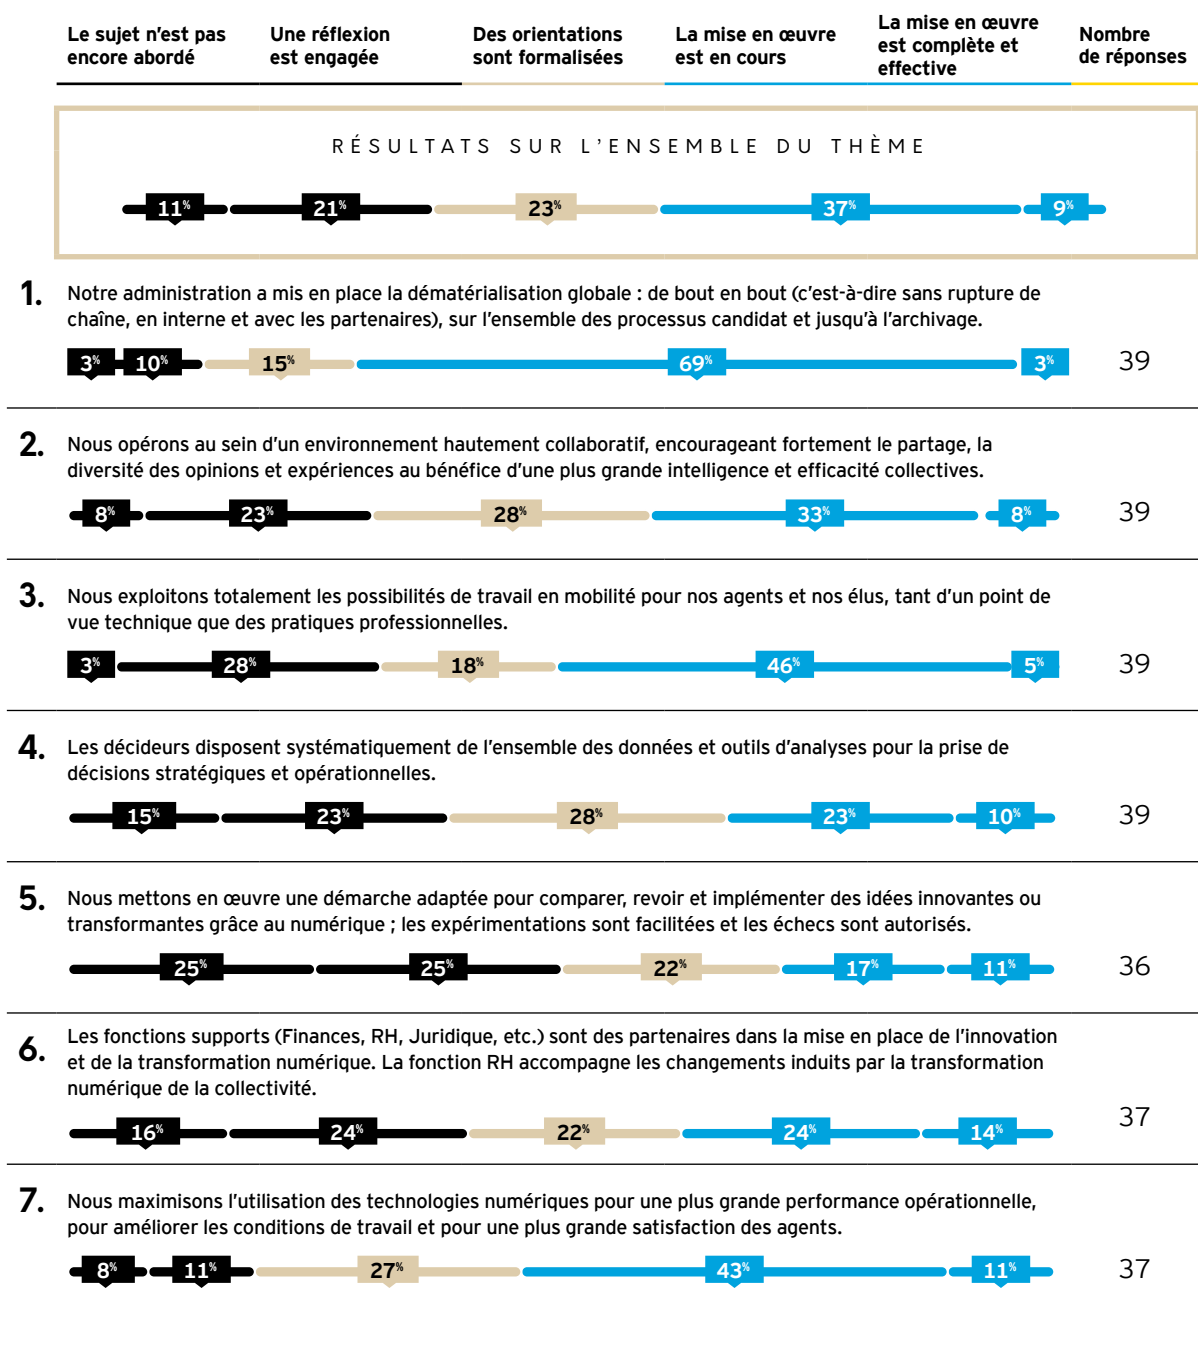 Le sujet n'est pas
encore abordé
Une réflexion
est engagée
Des orientations
sont formalisées
La mise en œuvre
est en cours
La mise en œuvre
est complète et
effective
Nombre
de réponses
RÉSULTATS SUR L'ENSEMBLE DU THÈME
11% 21% 23% 37% 9%
1. Notre administration a mis en place la dématérialisation globale : de bout en bout (c'est-à-dire sans rupture de
chaîne, en interne et avec les partenaires), sur l'ensemble des processus candidat et jusqu'à l'archivage.
3% 10% 15% 69% 3% 39
2. Nous opérons au sein d'un environnement hautement collaboratif, encourageant fortement le partage, la
diversité des opinions et expériences au bénéfice d'une plus grande intelligence et efficacité collectives.
8% 23% 28% 33% 8% 39
3. Nous exploitons totalement les possibilités de travail en mobilité pour nos agents et nos élus, tant d'un point de
vue technique que des pratiques professionnelles.
3% 28% 18% 46% 5% 39
4. Les décideurs disposent systématiquement de l'ensemble des données et outils d'analyses pour la prise de
décisions stratégiques et opérationnelles.
15% 23% 28% 23% 10% 39
5. Nous mettons en œuvre une démarche adaptée pour comparer, revoir et implémenter des idées innovantes ou
transformantes grâce au numérique ; les expérimentations sont facilitées et les échecs sont autorisés.
25% 25% 22% 17% 11% 36
6. Les fonctions supports (Finances, RH, Juridique, etc.) sont des partenaires dans la mise en place de l'innovation
et de la transformation numérique. La fonction RH accompagne les changements induits par la transformation
numérique de la collectivité.
16% 24% 22% 24% 14% 37
7. Nous maximisons l'utilisation des technologies numériques pour une plus grande performance opérationnelle,
pour améliorer les conditions de travail et pour une plus grande satisfaction des agents.
8% 11% 27% 43% 11% 37